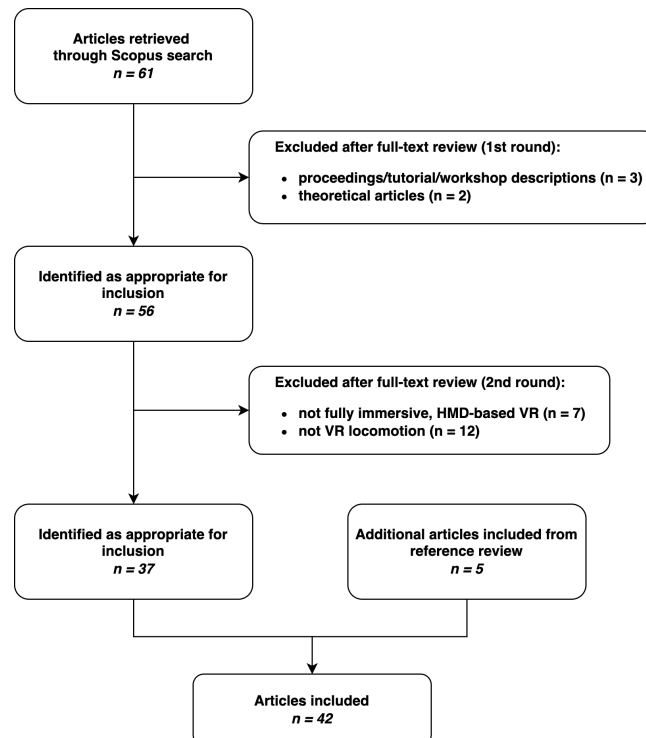 Articles retrieved
through Scopus search
n = 61
Excluded after full-text review (1st round):
• proceedings/tutorial/workshop descriptions (n = 3)
• theoretical articles (n = 2)
Identified as appropriate for
inclusion
n = 56
Excluded after full-text review (2nd round):
• not fully immersive, HMD-based VR (n = 7)
• not VR locomotion (n = 12)
Identified as appropriate for
inclusion
n = 37
Additional articles included from
reference review
n = 5
Articles included
n = 42